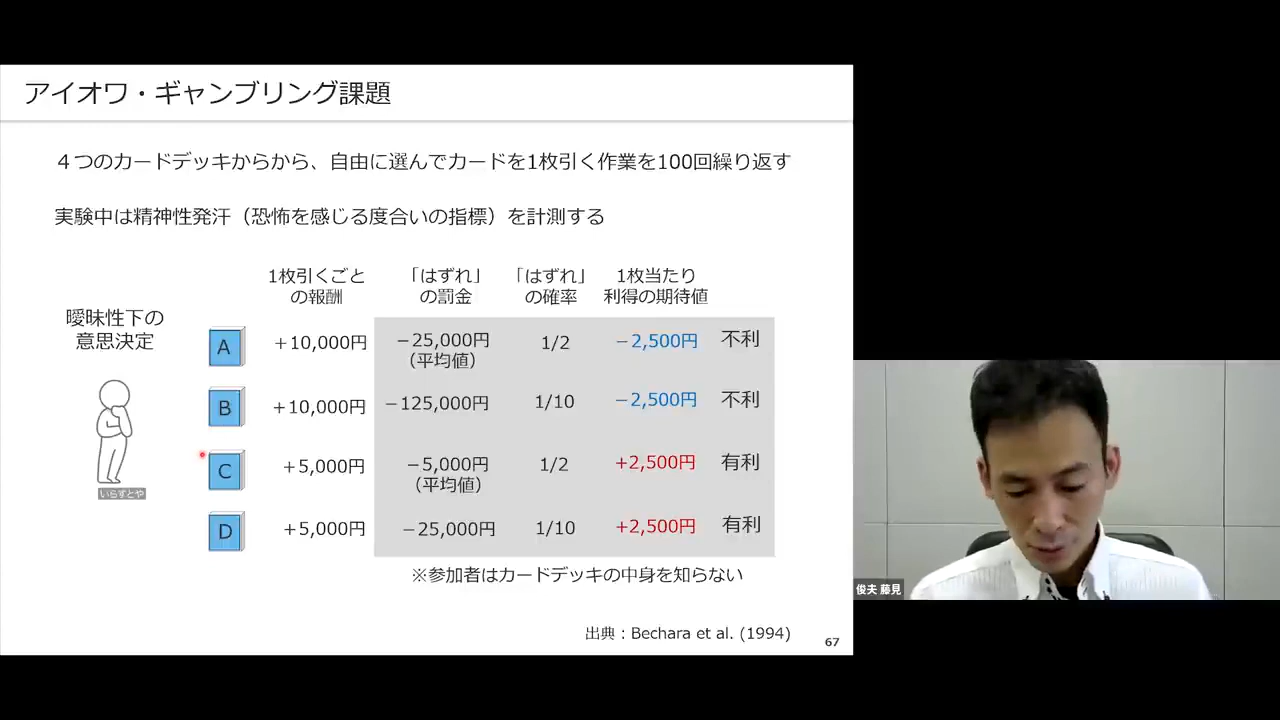 アイオワ・ギャンブリング課題
４つのカードデッキからから、自由に選んでカードを1枚引く作業を100回繰り返す
実験中は精神性発汗（恐怖を感じる度合いの指標）を計測する
1枚引くごと
の報酬
「はずれ」
の罰金
「はずれ」
の確率
1枚当たり
利得の期待値
曖昧性下の
意思決定
いらすとや
A
＋10,000円
－25,000円
（平均値）
1/2
－2,500円
不利
B
＋10,000円
－125,000円
1/10
－2,500円
不利
C
＋5,000円
－5,000円
（平均値）
1/2
+2,500円
有利
D
＋5,000円
－25,000円
1/10
+2,500円
有利
※参加者はカードデッキの中身を知らない
出典：Bechara et al. (1994)
67
俊夫 藤見